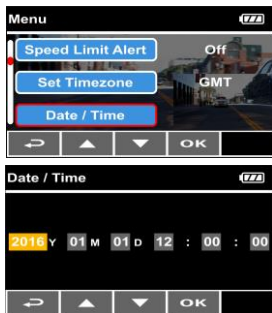 Menu
Speed Limit Alert Off
Set Timezone GMT
Date / Time
OK
Date / Time
2016 Y 01 M 01 D 12 : 00 : 00
OK